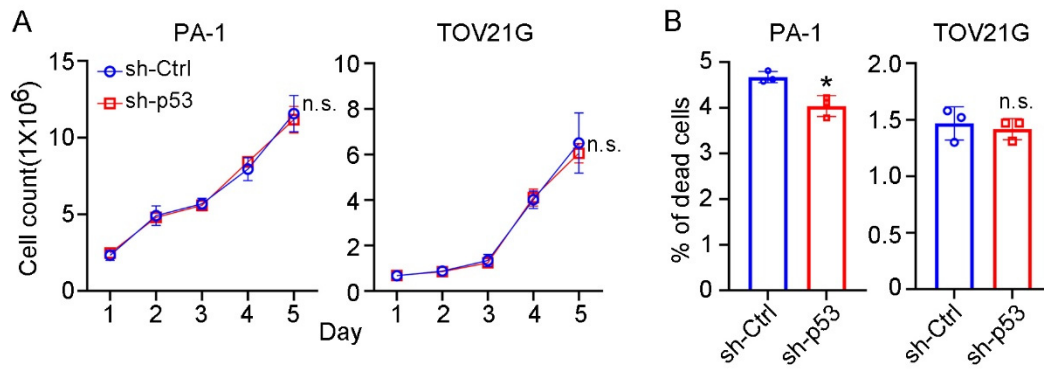 A
PA-1
TOV21G
Cell count(1X10⁶)
15
10
5
0
sh-Ctrl
sh-p53
n.s.
1 2 3 4 5
10
8
6
4
2
0
n.s.
1 2 3 4 5
Day
B
PA-1
TOV21G
% of dead cells
5
4
3
2
1
0
*
sh-Ctrl
sh-p53
2.0
1.5
1.0
0.5
0.0
n.s.
sh-Ctrl
sh-p53